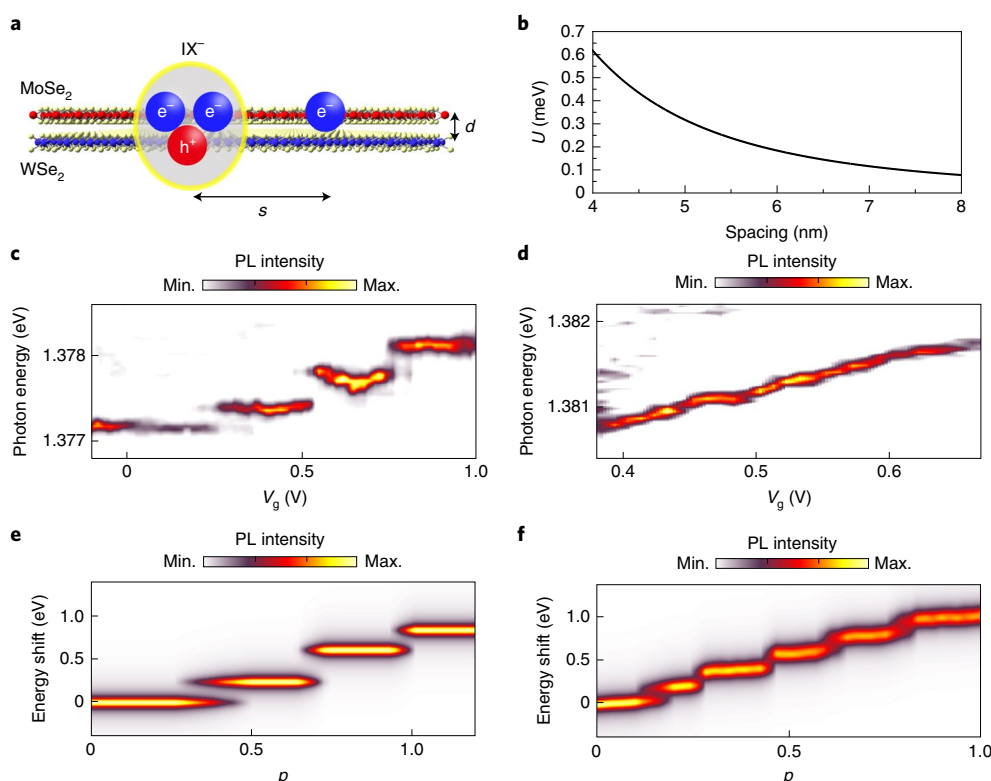 a
IX⁻
MoSe₂
e⁻ e⁻ e⁻
d
h⁺
WSe₂
s
b
0.7
0.6
0.5
0.4
0.3
0.2
0.1
0
U (meV)
4 5 6 7 8
Spacing (nm)
c
PL intensity
Min. Max.
Photon energy (eV)
1.378
1.377
0 0.5 1.0
V_g (V)
d
PL intensity
Min. Max.
Photon energy (eV)
1.382
1.381
0.4 0.5 0.6
V_g (V)
e
PL intensity
Min. Max.
Energy shift (eV)
1.0
0.5
0
0 0.5 1.0
p
f
PL intensity
Min. Max.
Energy shift (eV)
1.0
0.5
0
0 0.5 1.0
p